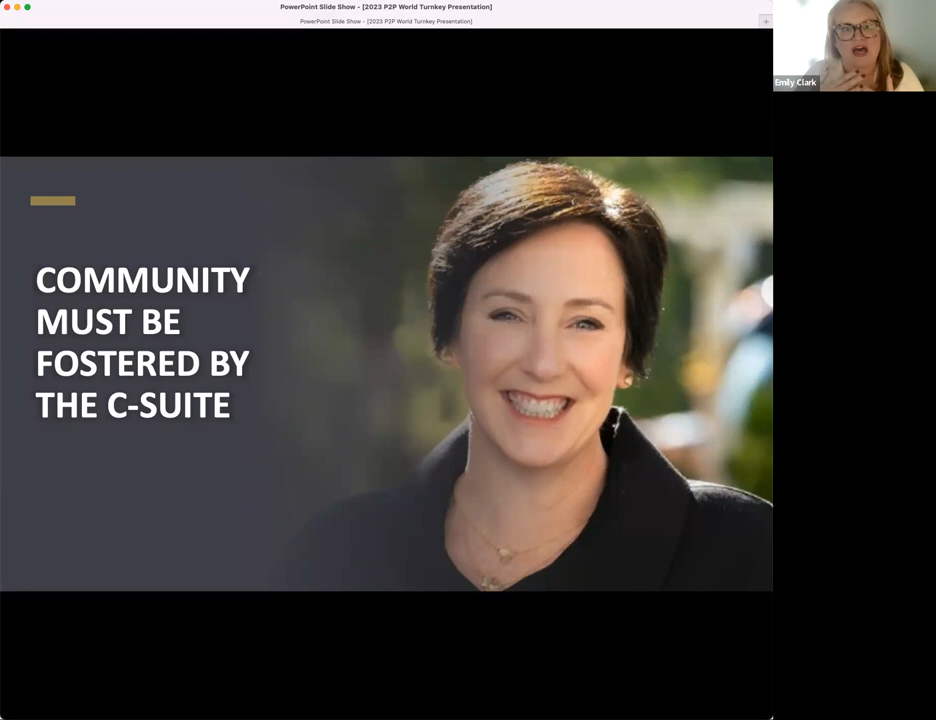 PowerPoint Slide Show - [2023 P2P World Turnkey Presentation]
PowerPoint Slide Show - [2023 P2P World Turnkey Presentation]
+
Emily Clark
COMMUNITY
MUST BE
FOSTERED BY
THE C-SUITE